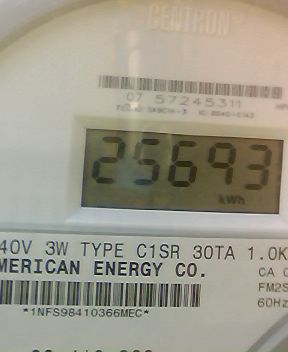 CENTRON
07 57245311
25693
kWh
40V 3W TYPE C1SR 30TA 1.0K
MERICAN ENERGY CO.
CA 0
FM2S
60Hz
*1NFS98410366MEC*